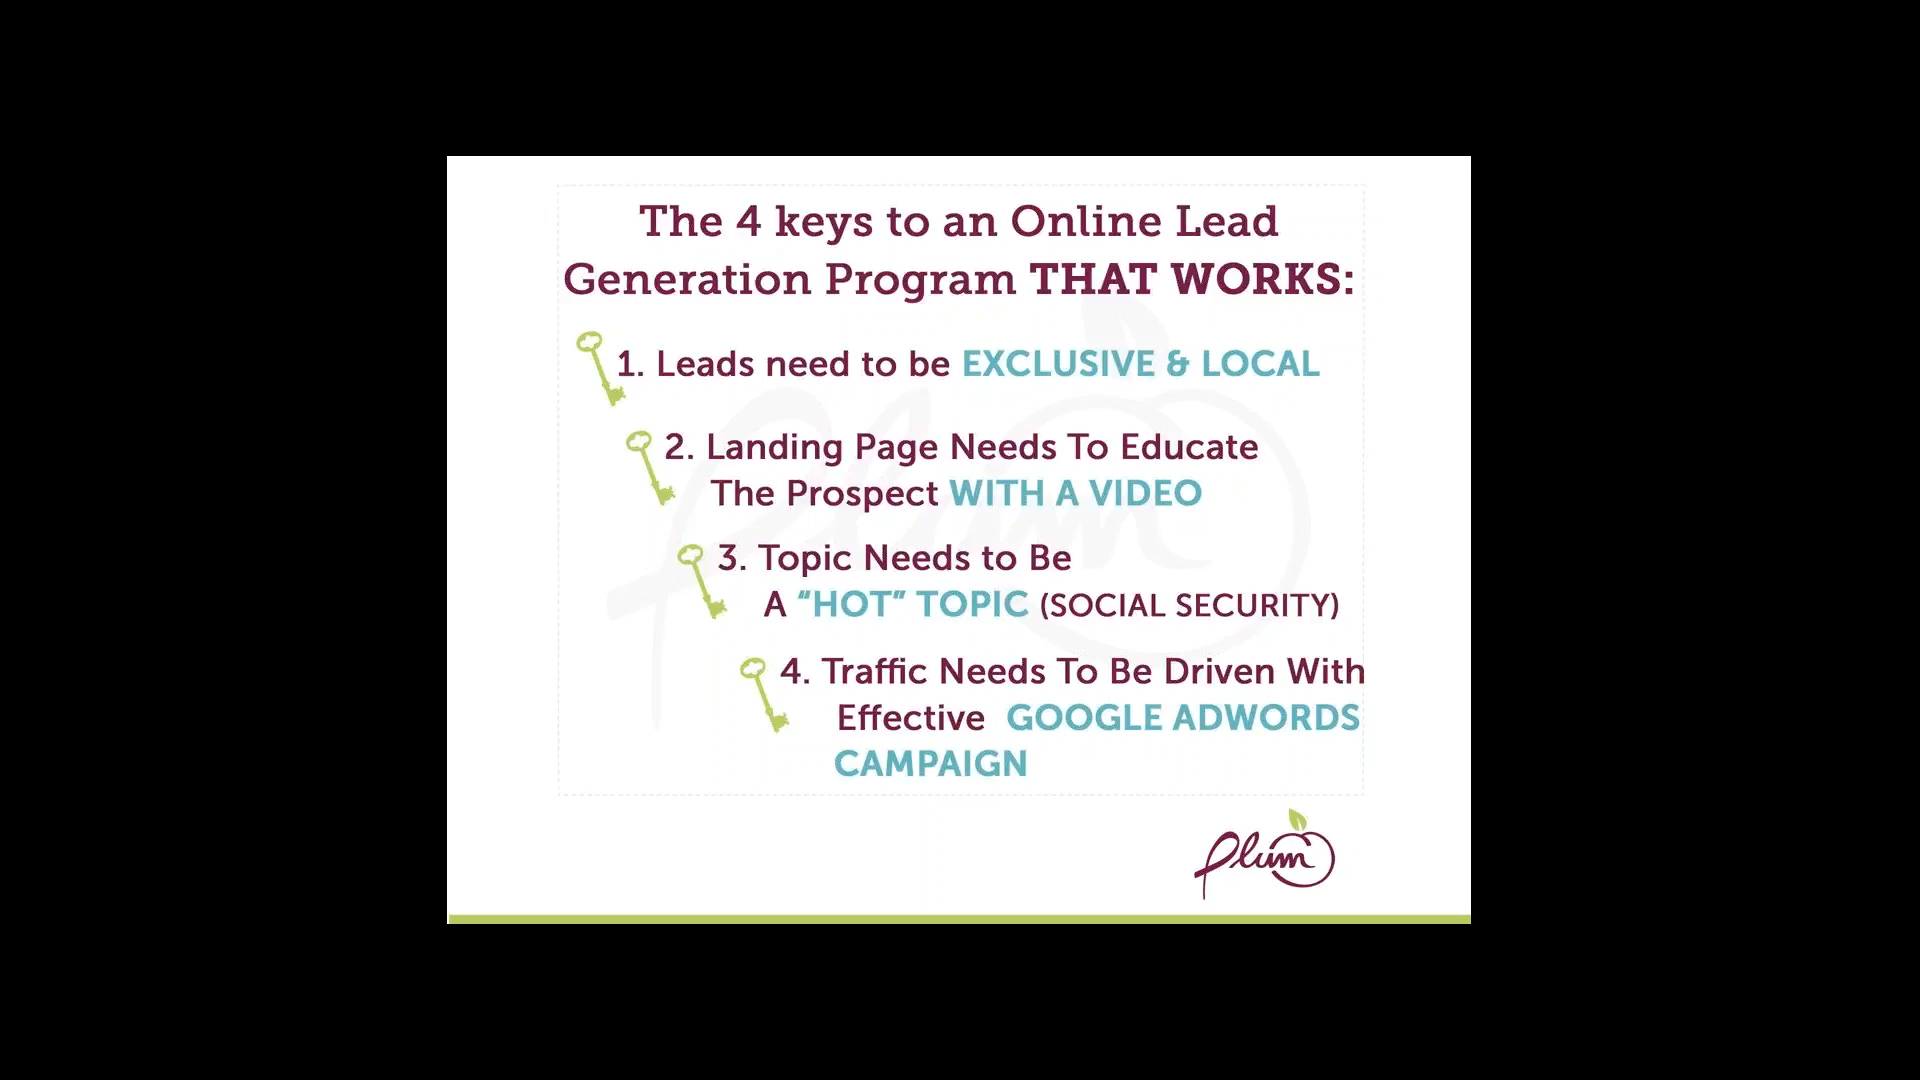 The 4 keys to an Online Lead
Generation Program THAT WORKS:
1. Leads need to be EXCLUSIVE & LOCAL
2. Landing Page Needs To Educate
The Prospect WITH A VIDEO
3. Topic Needs to Be
A “HOT” TOPIC (SOCIAL SECURITY)
4. Traffic Needs To Be Driven With
Effective GOOGLE ADWORDS
CAMPAIGN
plum